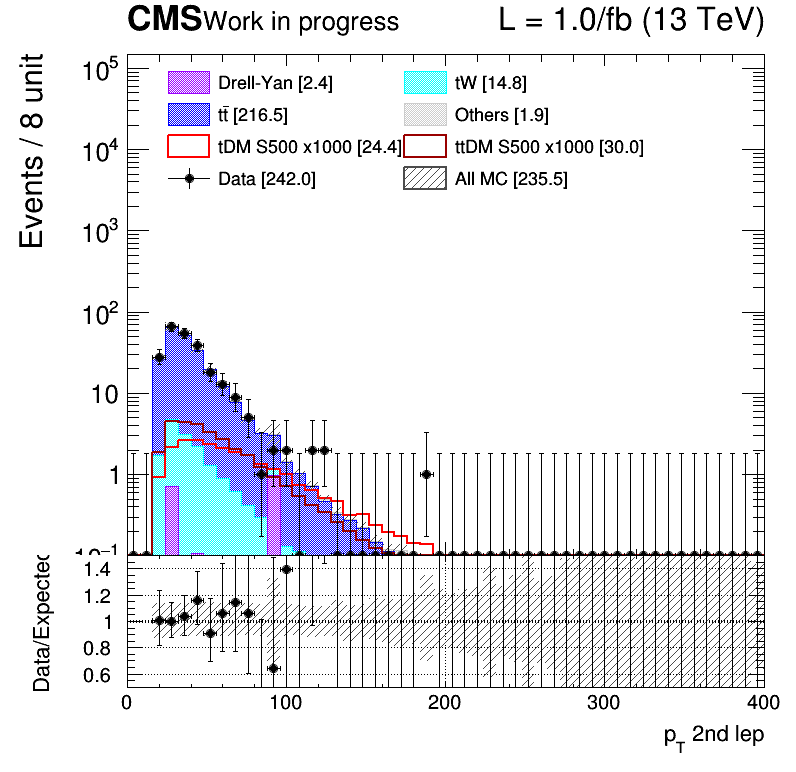 CMS Work in progress L = 1.0/fb (13 TeV)
Events / 8 unit
10⁵
10⁴
10³
10²
10
1
10⁻¹
Drell-Yan [2.4] tW [14.8]
tt̄ [216.5] Others [1.9]
tDM S500 x1000 [24.4] ttDM S500 x1000 [30.0]
Data [242.0] All MC [235.5]
Data/Expected
1.4
1.2
1
0.8
0.6
0 100 200 300 400
p_T 2nd lep